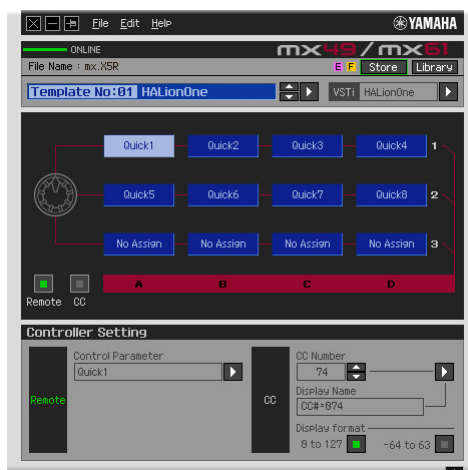 File Edit Help YAMAHA
ONLINE mx49/mx61
File Name : mx.X5R E F Store Library
Template No:01 HALionOne VSTi HALionOne
Quick1 Quick2 Quick3 Quick4 1
Quick5 Quick6 Quick7 Quick8 2
No Assign No Assign No Assign No Assign 3
A B C D
Remote CC
Controller Setting
Control Parameter CC Number
Quick1 74
Display Name
Remote CC CC#=074
Display format
0 to 127 -64 to 63